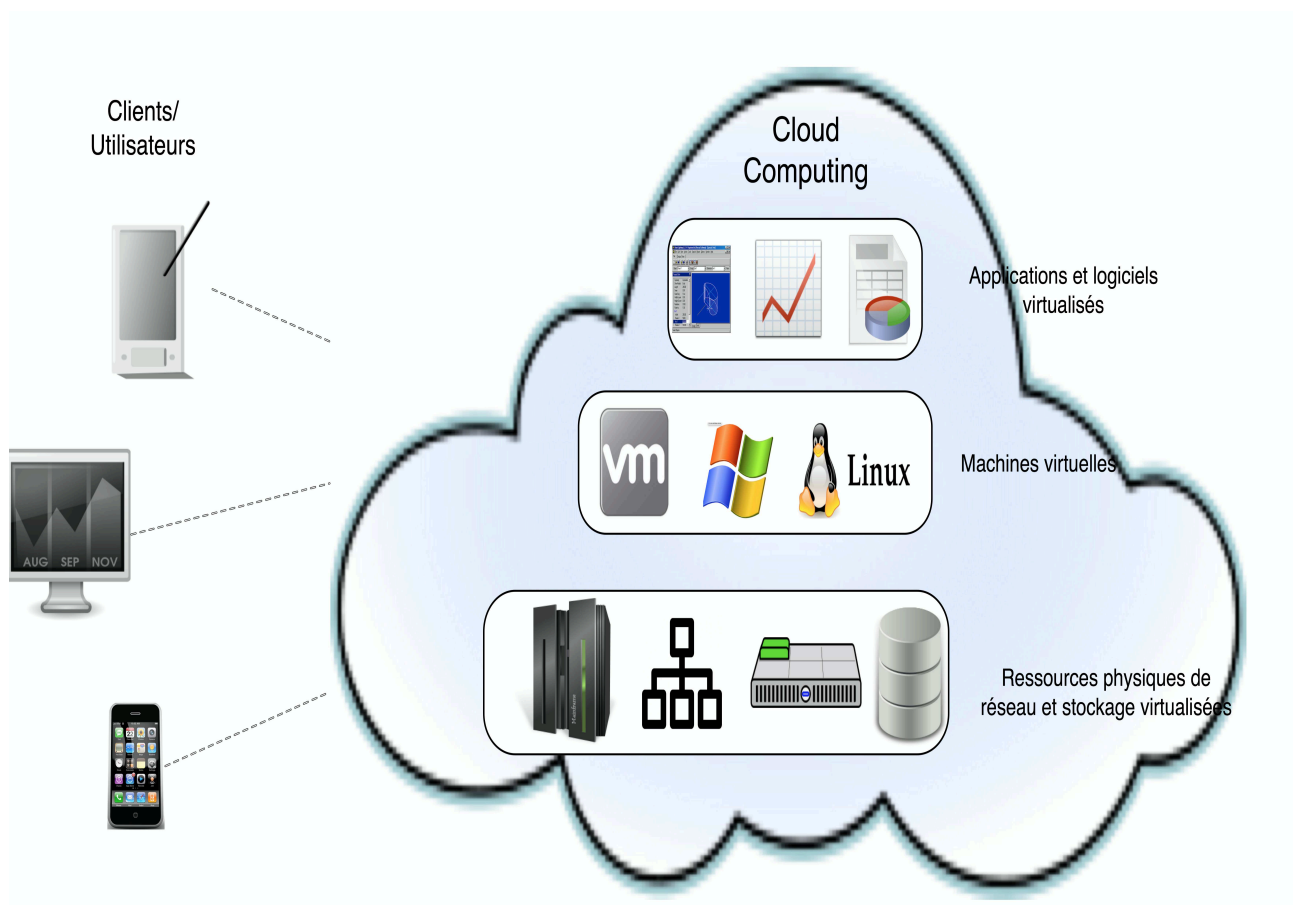 Clients/
Utilisateurs
Cloud
Computing
Applications et logiciels
virtualisés
vm
Linux
Machines virtuelles
AUG SEP NOV
Ressources physiques de
réseau et stockage virtualisées